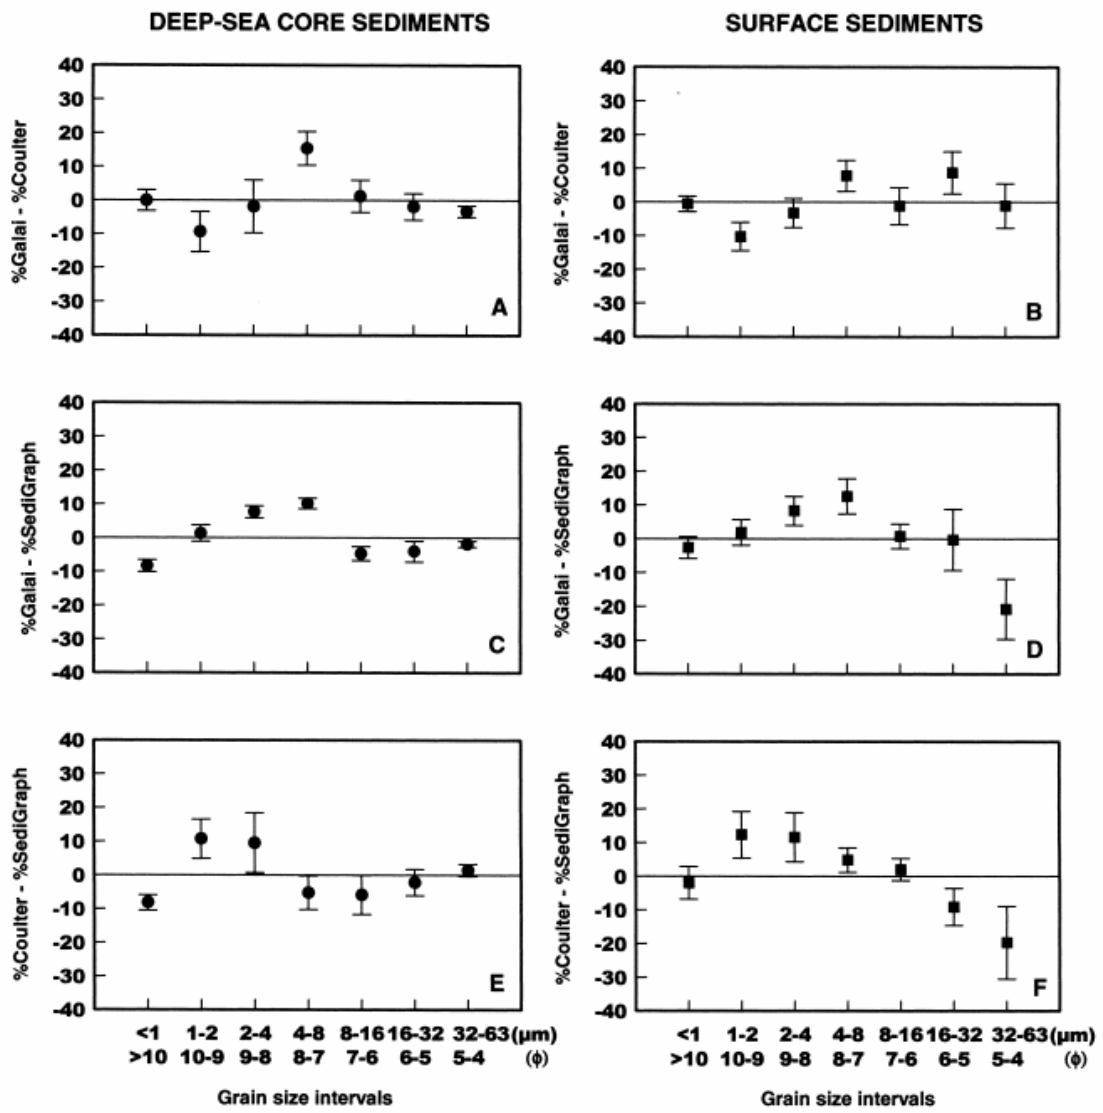 DEEP-SEA CORE SEDIMENTS
SURFACE SEDIMENTS
%Galai - %Coulter
40
30
20
10
0
-10
-20
-30
-40
A
%Galai - %Coulter
40
30
20
10
0
-10
-20
-30
-40
B
%Galai - %SediGraph
40
30
20
10
0
-10
-20
-30
-40
C
%Galai - %SediGraph
40
30
20
10
0
-10
-20
-30
-40
D
%Coulter - %SediGraph
40
30
20
10
0
-10
-20
-30
-40
E
<1 1-2 2-4 4-8 8-16 16-32 32-63 (μm)
>10 10-9 9-8 8-7 7-6 6-5 5-4 (ϕ)
Grain size intervals
%Coulter - %SediGraph
40
30
20
10
0
-10
-20
-30
-40
F
<1 1-2 2-4 4-8 8-16 16-32 32-63 (μm)
>10 10-9 9-8 8-7 7-6 6-5 5-4 (ϕ)
Grain size intervals